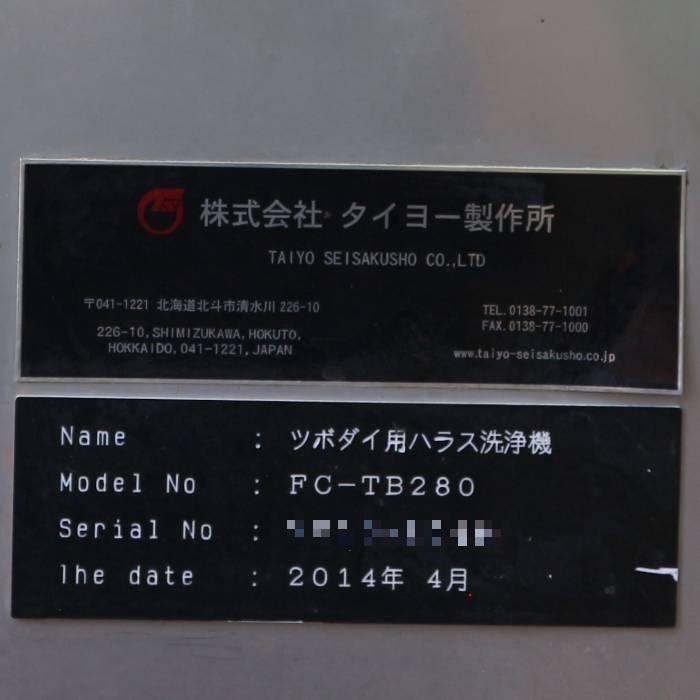 株式会社 タイヨー製作所
TAIYO SEISAKUSHO CO.,LTD
〒041-1221 北海道北斗市清水川 226-10
226-10,SHIMIZUKAWA,HOKUTO,
HOKKAIDO,041-1221,JAPAN
TEL.0138-77-1001
FAX.0138-77-1000
www.taiyo-seisakusho.co.jp
Name : ツボダイ用ハラス洗浄機
Model No : FC-TB280
Serial No :
The date : 2014年 4月